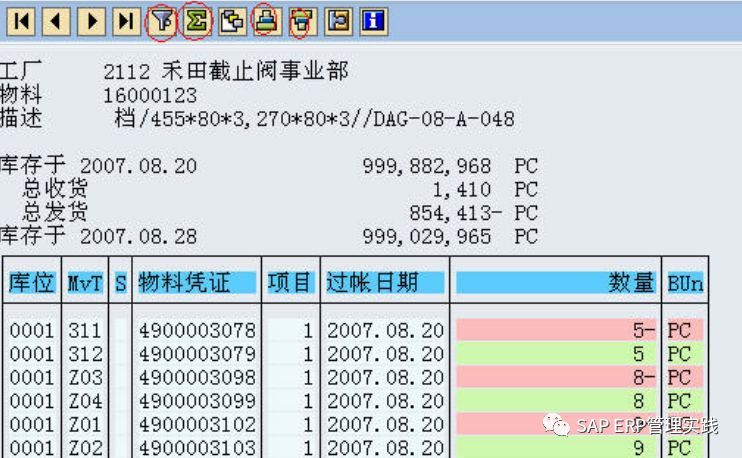 工厂 2112 禾田截止阀事业部
物料 16000123
描述 档/455*80*3,270*80*3//DAG-08-A-048
库存于 2007.08.20 999,882,968 PC
总收货 1,410 PC
总发货 854,413- PC
库存于 2007.08.28 999,029,965 PC
库位 MvT S 物料凭证 项目 过帐日期 数量 BUn
0001 311 4900003078 1 2007.08.20 5- PC
0001 312 4900003079 1 2007.08.20 5 PC
0001 Z03 4900003098 1 2007.08.20 8- PC
0001 Z04 4900003099 1 2007.08.20 8 PC
0001 Z01 4900003102 1 2007.08.20 PC
0001 Z02 4900003103 1 2007.08.20 9 PC
SAP ERP管理实践